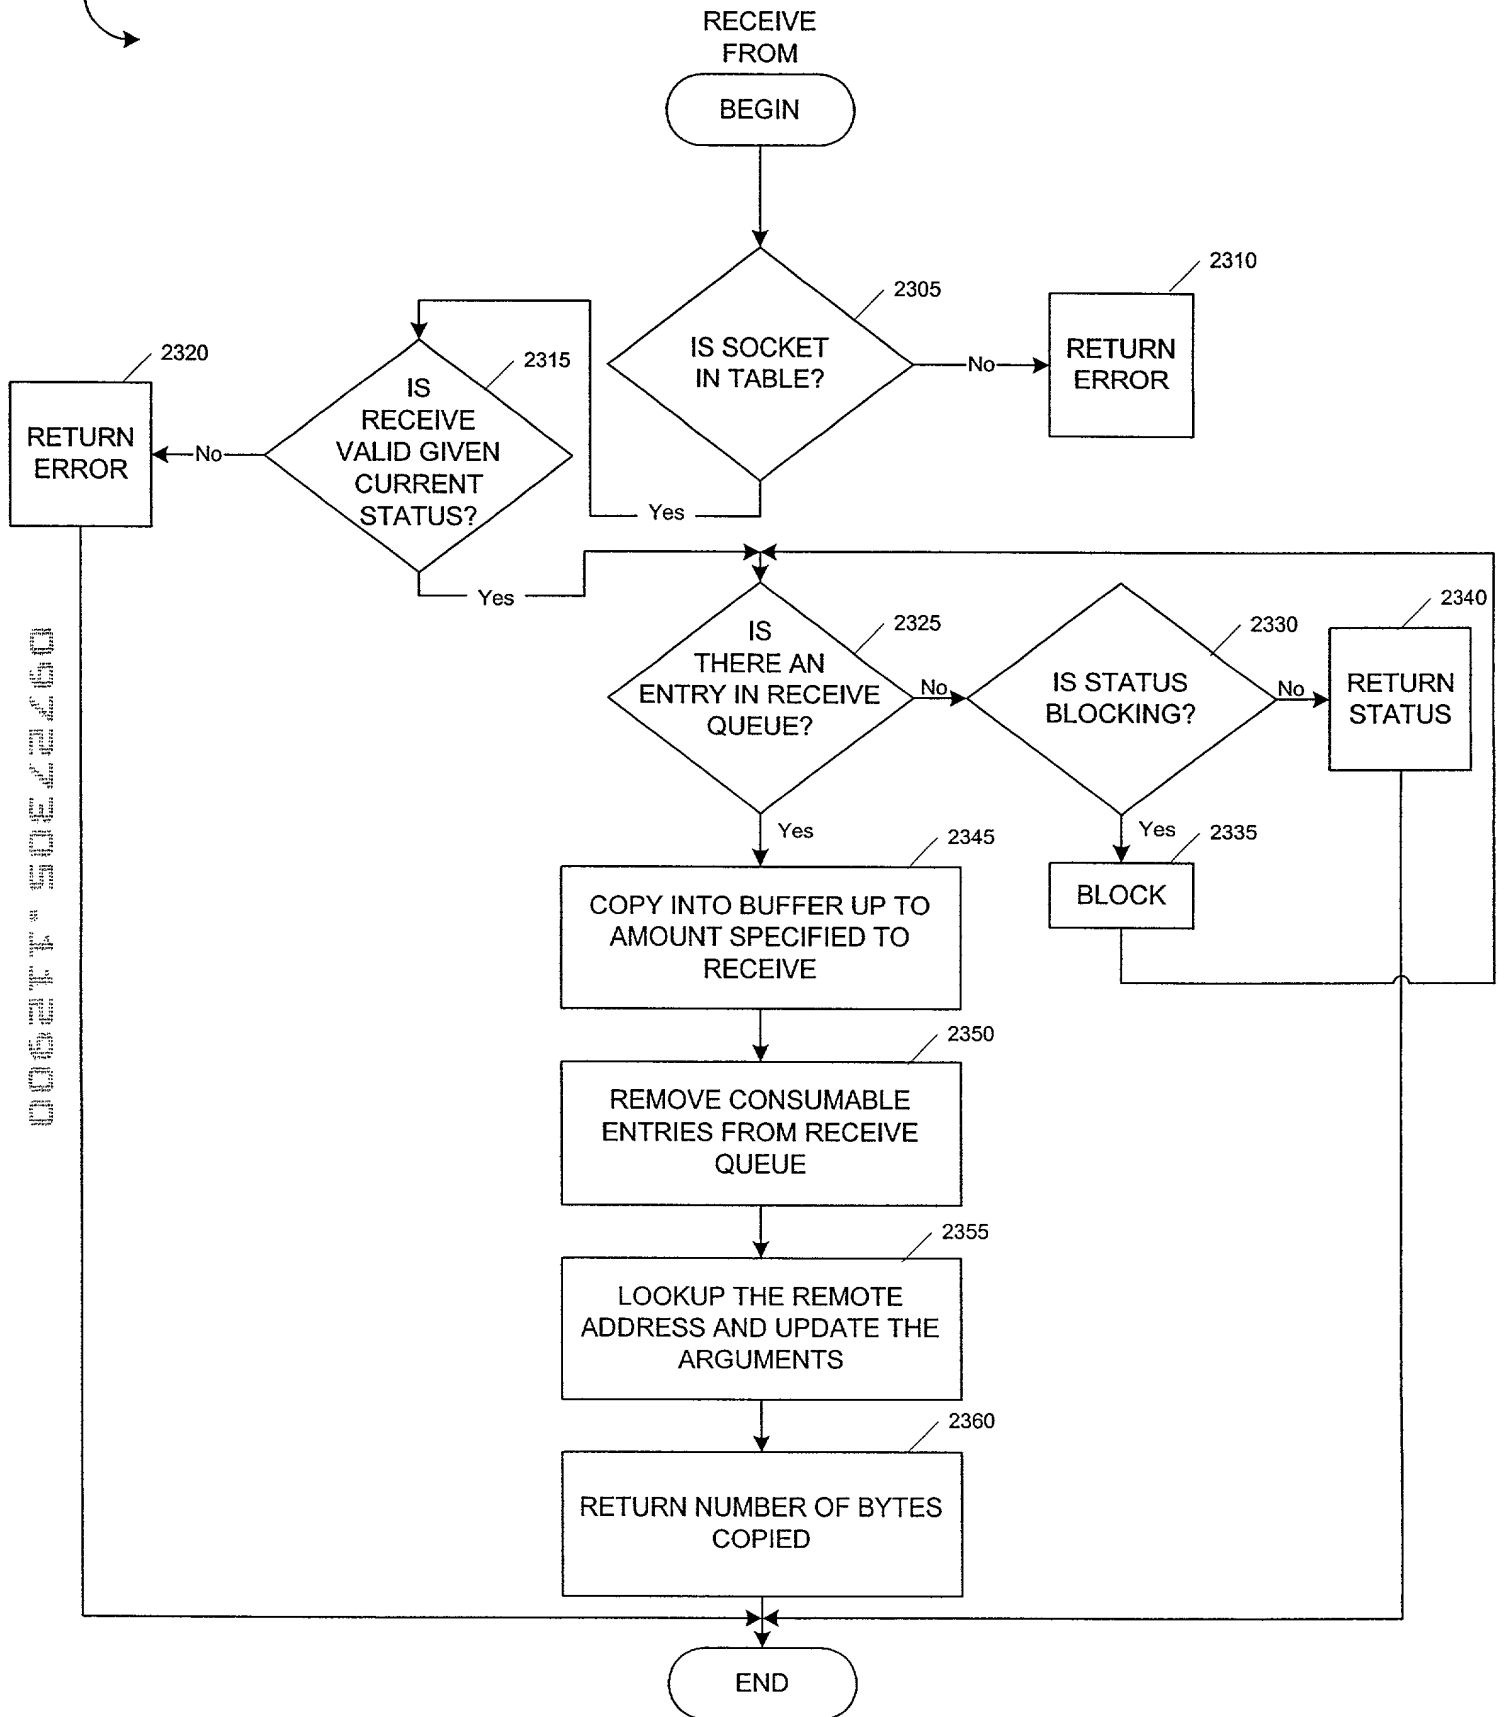 RECEIVE
FROM
BEGIN
2305
IS SOCKET
IN TABLE?
No
2310
RETURN
ERROR
Yes
2315
IS
RECEIVE
VALID GIVEN
CURRENT
STATUS?
No
2320
RETURN
ERROR
Yes
2325
IS
THERE AN
ENTRY IN RECEIVE
QUEUE?
No
2330
IS STATUS
BLOCKING?
No
2340
RETURN
STATUS
Yes
2335
BLOCK
Yes
2345
COPY INTO BUFFER UP TO
AMOUNT SPECIFIED TO
RECEIVE
2350
REMOVE CONSUMABLE
ENTRIES FROM RECEIVE
QUEUE
2355
LOOKUP THE REMOTE
ADDRESS AND UPDATE THE
ARGUMENTS
2360
RETURN NUMBER OF BYTES
COPIED
END